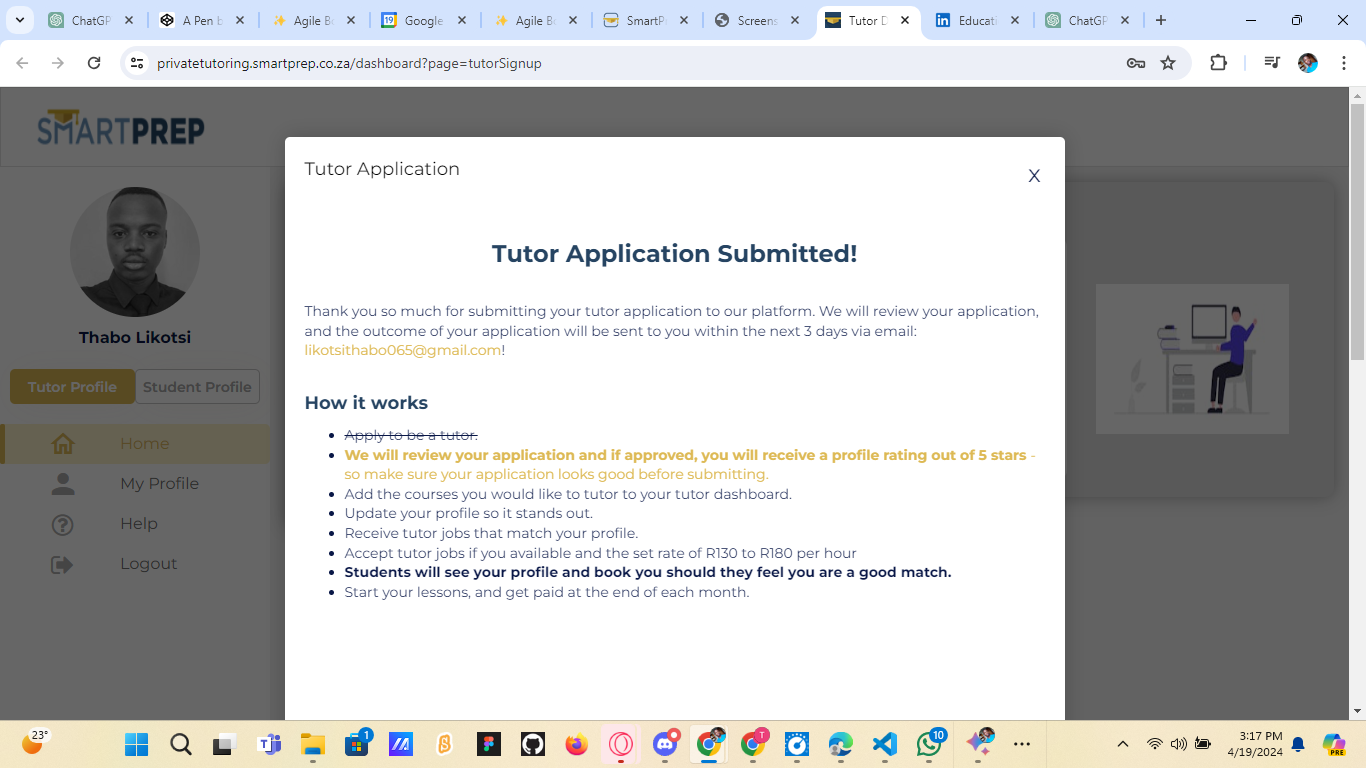 ChatGP
A Pen b
Agile Bo
19
Google
Agile Bo
SmartP
Screens
Tutor D
in
Educati
ChatGP
privatetutoring.smartprep.co.za/dashboard?page=tutorSignup
SMARTPREP
Tutor Application
X
Thabo Likotsi
Tutor Profile
Student Profile
Home
My Profile
Help
Logout
Tutor Application Submitted!
Thank you so much for submitting your tutor application to our platform. We will review your application,
and the outcome of your application will be sent to you within the next 3 days via email:
likotsithabo065@gmail.com!
How it works
Apply to be a tutor.
We will review your application and if approved, you will receive a profile rating out of 5 stars -
so make sure your application looks good before submitting.
Add the courses you would like to tutor to your tutor dashboard.
Update your profile so it stands out.
Receive tutor jobs that match your profile.
Accept tutor jobs if you available and the set rate of R130 to R180 per hour
Students will see your profile and book you should they feel you are a good match.
Start your lessons, and get paid at the end of each month.
23°
1
T
10
PRE
3:17 PM
4/19/2024